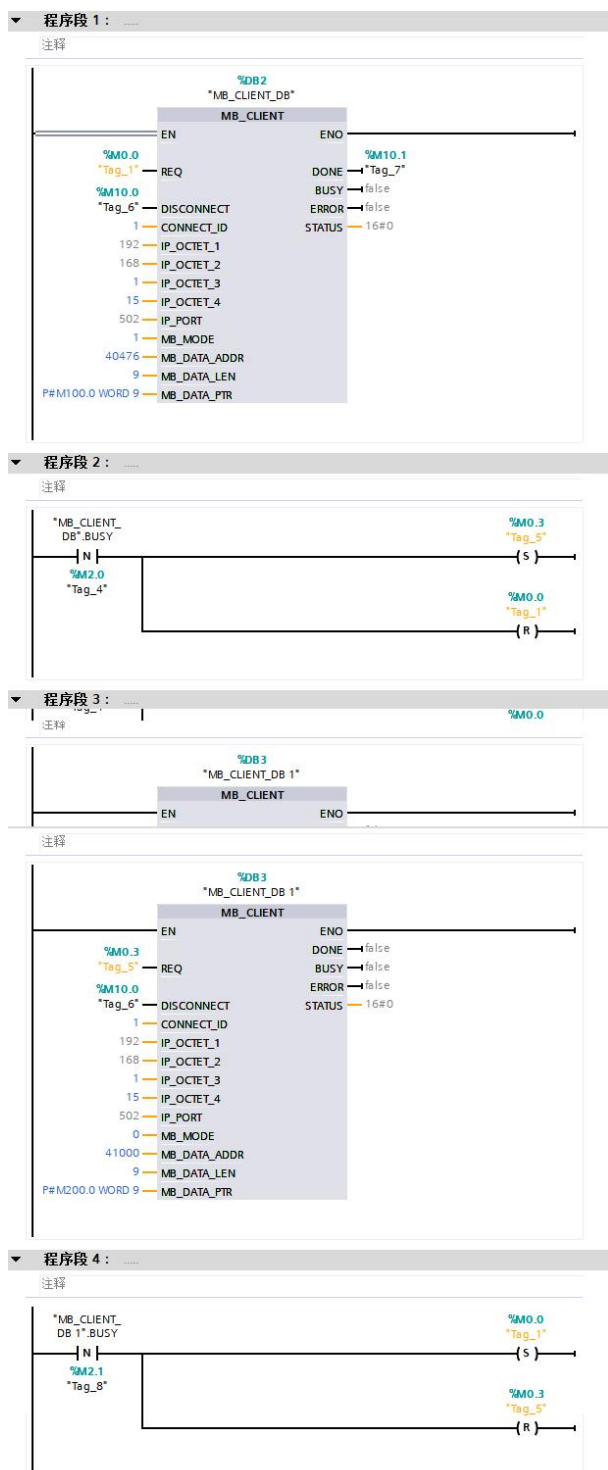 程序段 1： .....
注释
%DB2
"MB_CLIENT_DB"
MB_CLIENT
EN ENO
%M0.0 %M10.1
"Tag_1" REQ DONE "Tag_7"
%M10.0 BUSY false
"Tag_6" DISCONNECT ERROR false
1 CONNECT_ID STATUS 16#0
192 IP_OCTET_1
168 IP_OCTET_2
1 IP_OCTET_3
15 IP_OCTET_4
502 IP_PORT
1 MB_MODE
40476 MB_DATA_ADDR
9 MB_DATA_LEN
P#M100.0 WORD 9 MB_DATA_PTR
程序段 2： .....
注释
"MB_CLIENT_ %M0.3
DB".BUSY "Tag_5"
N S
%M2.0
"Tag_4" %M0.0
"Tag_1"
R
程序段 3： .....
%M0.0
注释
%DB3
"MB_CLIENT_DB 1"
MB_CLIENT
EN ENO
注释
%DB3
"MB_CLIENT_DB 1"
MB_CLIENT
EN ENO
%M0.3 DONE false
"Tag_5" REQ BUSY false
%M10.0 ERROR false
"Tag_6" DISCONNECT STATUS 16#0
1 CONNECT_ID
192 IP_OCTET_1
168 IP_OCTET_2
1 IP_OCTET_3
15 IP_OCTET_4
502 IP_PORT
0 MB_MODE
41000 MB_DATA_ADDR
9 MB_DATA_LEN
P#M200.0 WORD 9 MB_DATA_PTR
程序段 4： .....
注释
"MB_CLIENT_ %M0.0
DB 1".BUSY "Tag_1"
N S
%M2.1
"Tag_8" %M0.3
"Tag_5"
R